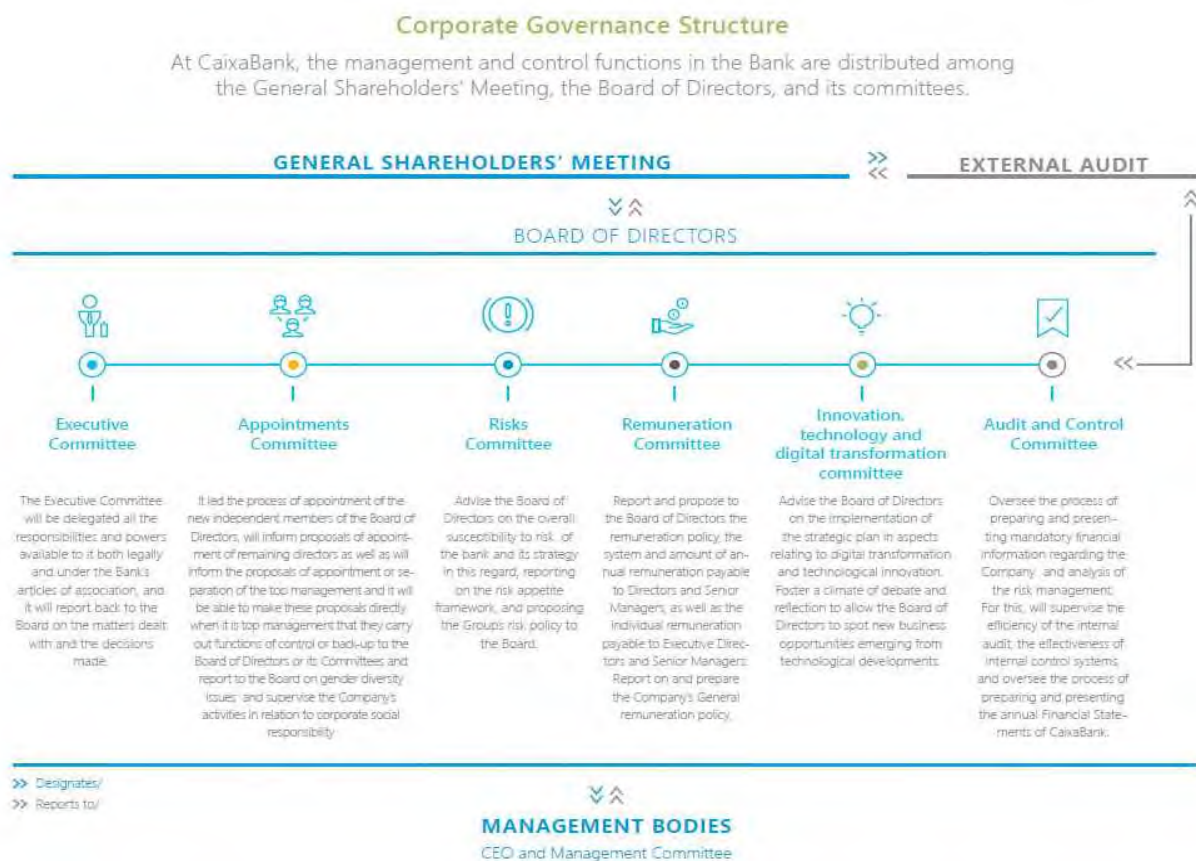 Corporate Governance Structure
At CaixaBank, the management and control functions in the Bank are distributed among
the General Shareholders' Meeting, the Board of Directors, and its committees.
GENERAL SHAREHOLDERS' MEETING
EXTERNAL AUDIT
BOARD OF DIRECTORS
Executive
Committee
The Executive Committee
will be delegated all the
responsibilities and powers
available to it both legally
and under the Bank's
articles of association, and
it will report back to the
Board on the matters dealt
with and the decisions
made.
Appointments
Committee
It led the process of appointment of the
new independent members of the Board of
Directors, will inform proposals of appoint-
ment of remaining directors as well as will
inform the proposals of appointment or se-
paration of the top management and it will
be able to make these proposals directly
when it is top management that they carry
out functions of control or back-up to the
Board of Directors or its Committees and
report to the Board on gender diversity
issues, and supervise the Company's
activities in relation to corporate social
responsibility
Risks
Committee
Advise the Board of
Directors on the overall
susceptibility to risk of
the bank and its strategy
in this regard, reporting
on the risk appetite
framework, and proposing
the Groups risk policy to
the Board.
Remuneration
Committee
Report and propose to
the Board of Directors the
remuneration policy, the
system and amount of an-
nual remuneration payable
to Directors and Senior
Managers, as well as the
individual remuneration
payable to Executive Direc-
tors and Senior Managers.
Report on and prepare
the Company's General
remuneration policy.
Innovation,
technology and
digital transformation
committee
Advise the Board of Directors
on the implementation of
the strategic plan in aspects
relating to digital transformation
and technological innovation.
Foster a climate of debate and
reflection to allow the Board of
Directors to spot new business
opportunities emerging from
technological developments
Audit and Control
Committee
Oversee the process of
preparing and presen-
ting mandatory financial
information regarding the
Company and analysis of
the risk management.
For this, will supervise the
efficiency of the internal
audit, the effectiveness of
internal control systems
and oversee the process of
preparing and presenting
the annual Financial State-
ments of CaixaBank.
>> Designates/
>> Reports to/
MANAGEMENT BODIES
CEO and Management Committee